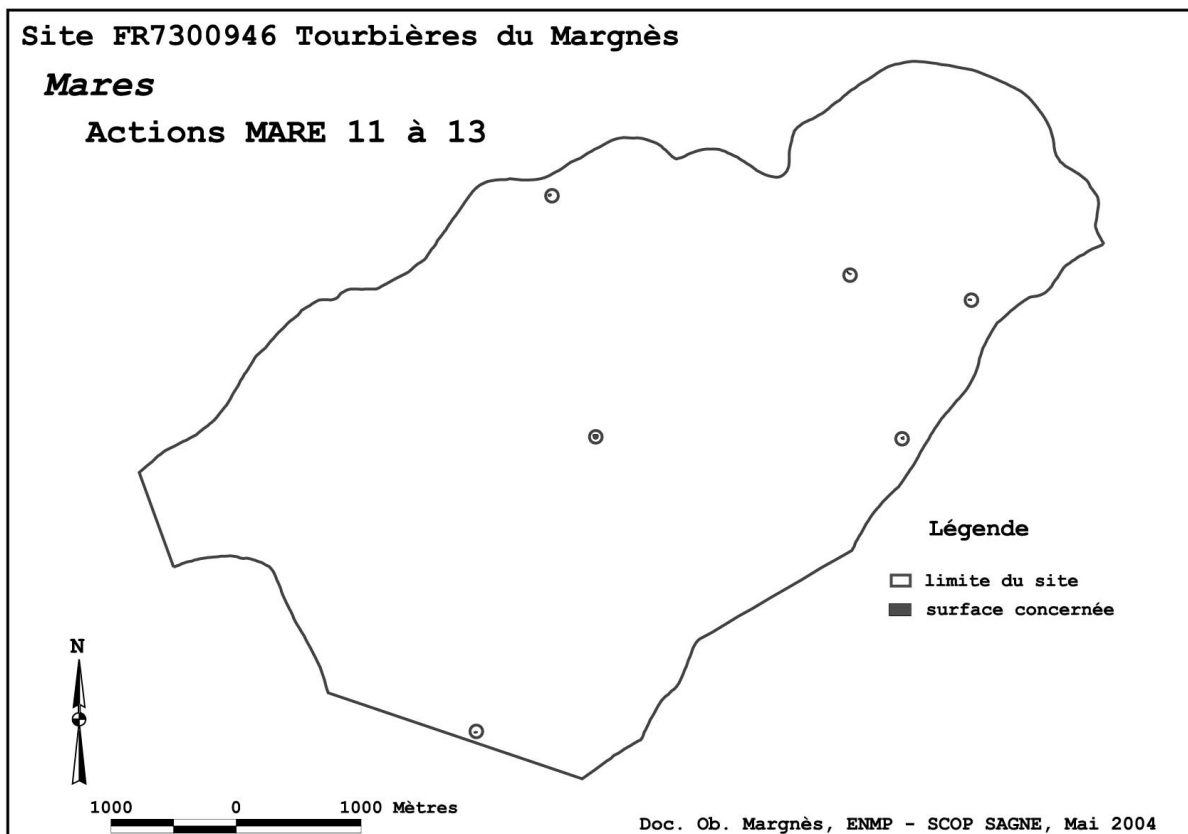 Site FR7300946 Tourbières du Margnès
Mares
Actions MARE 11 à 13
Légende
limite du site
surface concernée
N
1000 0 1000 Mètres
Doc. Ob. Margnès, ENMP - SCOP SAGNE, Mai 2004